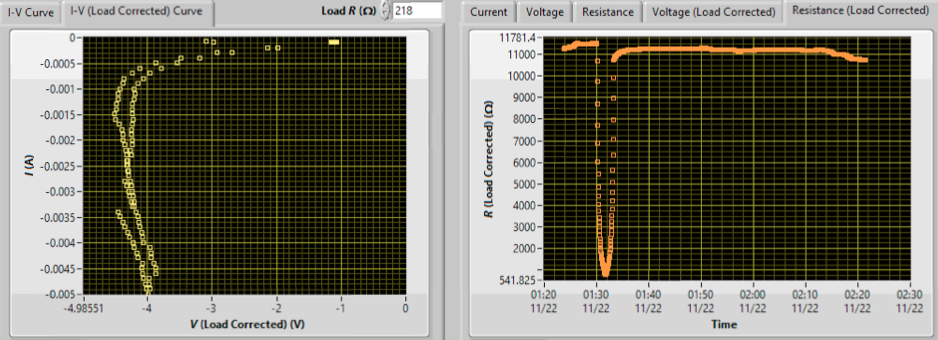 I-V Curve
I-V (Load Corrected) Curve
Load R (Ω)
218
0
-0.0005
-0.001
-0.0015
-0.002
-0.0025
-0.003
-0.0035
-0.004
-0.0045
-0.005
I (A)
-4.98551
-4
-3
-2
-1
0
V (Load Corrected) (V)
Current
Voltage
Resistance
Voltage (Load Corrected)
Resistance (Load Corrected)
11781.4
11000
10000
9000
8000
7000
6000
5000
4000
3000
2000
541.825
R (Load Corrected) (Ω)
01:20 01:30 01:40 01:50 02:00 02:10 02:20 02:30
11/22 11/22 11/22 11/22 11/22 11/22 11/22 11/22
Time